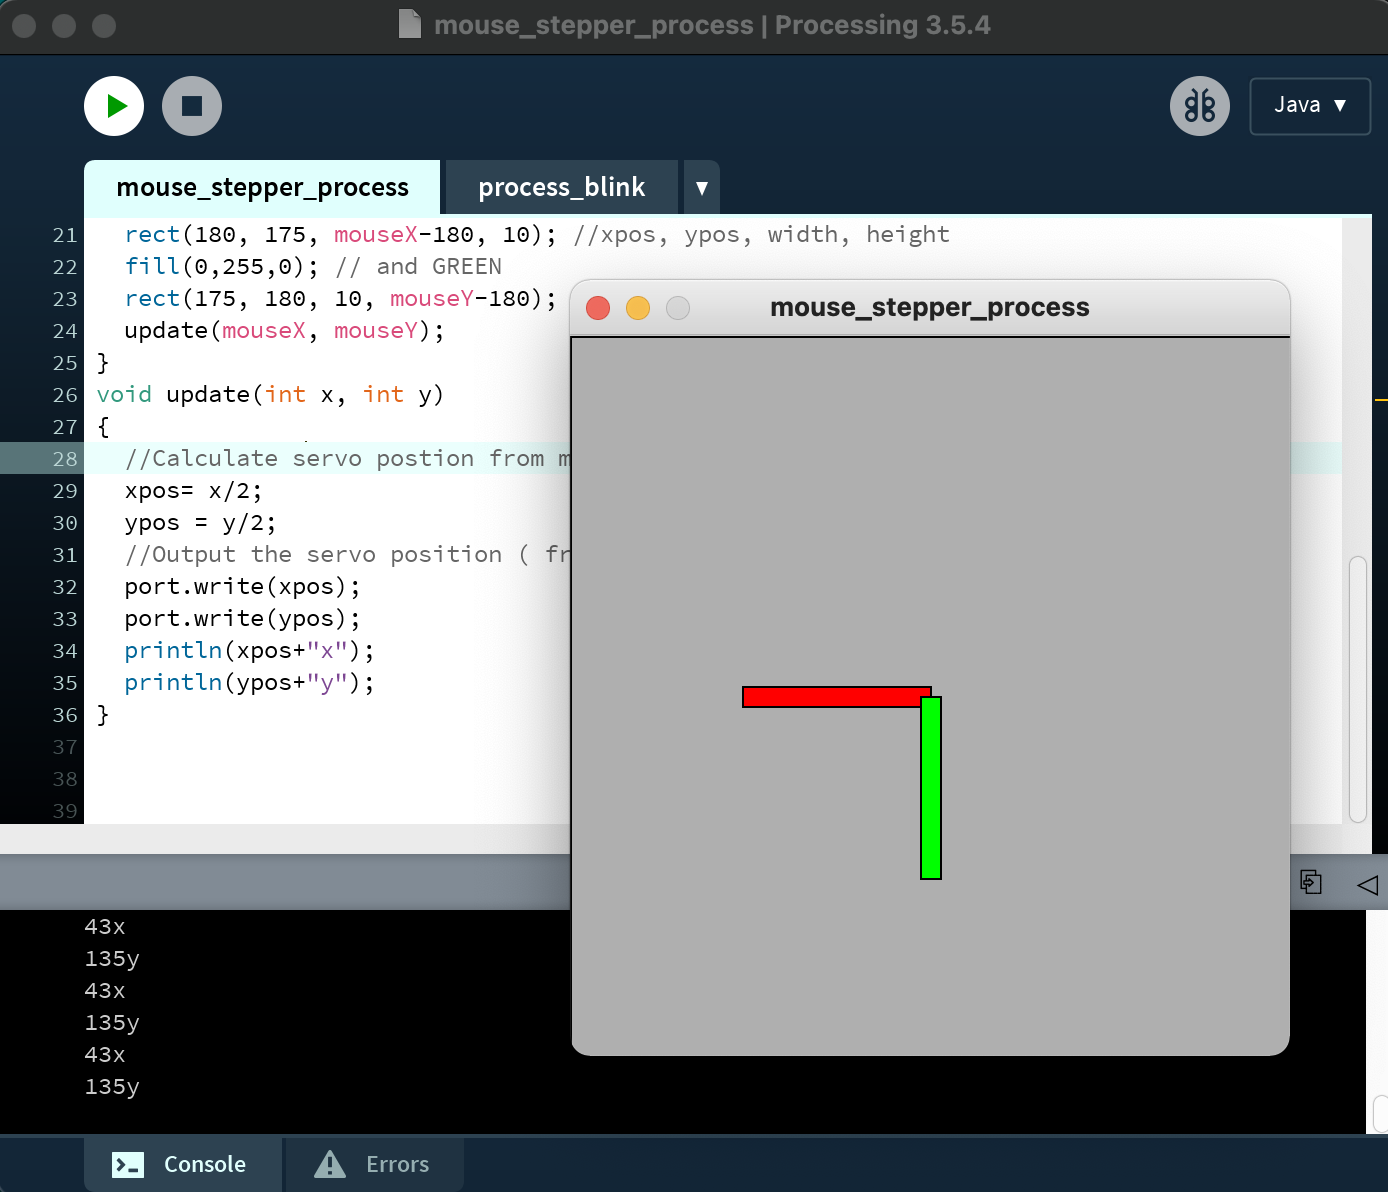 mouse_stepper_process | Processing 3.5.4
Java ▼
mouse_stepper_process
process_blink
▼
21 rect(180, 175, mouseX-180, 10); //xpos, ypos, width, height
22 fill(0,255,0); // and GREEN
23 rect(175, 180, 10, mouseY-180);
24 update(mouseX, mouseY);
25 }
26 void update(int x, int y)
27 {
28 //Calculate servo postion from m
29 xpos= x/2;
30 ypos = y/2;
31 //Output the servo position ( fr
32 port.write(xpos);
33 port.write(ypos);
34 println(xpos+"x");
35 println(ypos+"y");
36 }
37
38
39
mouse_stepper_process
43x
135y
43x
135y
43x
135y
Console
Errors